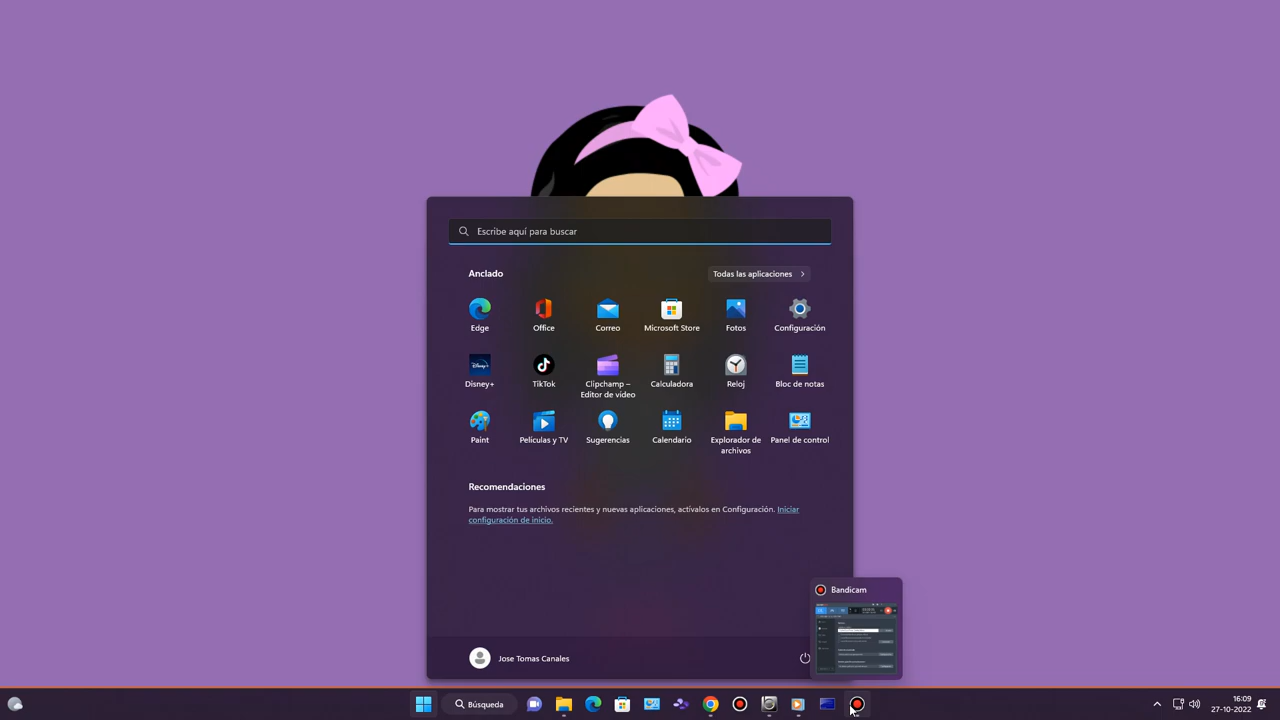 Escribe aquí para buscar
Anclado
Todas las aplicaciones
Edge
Office
Correo
Microsoft Store
Fotos
Configuración
Disney+
TikTok
Clipchamp –
Editor de vídeo
Calculadora
Reloj
Bloc de notas
Paint
Películas y TV
Sugerencias
Calendario
Explorador de
archivos
Panel de control
Recomendaciones
Para mostrar tus archivos recientes y nuevas aplicaciones, actívalos en Configuración. Iniciar
configuración de inicio.
Bandicam
Jose Tomas Canales
Búsqueda
16:09
27-10-2022